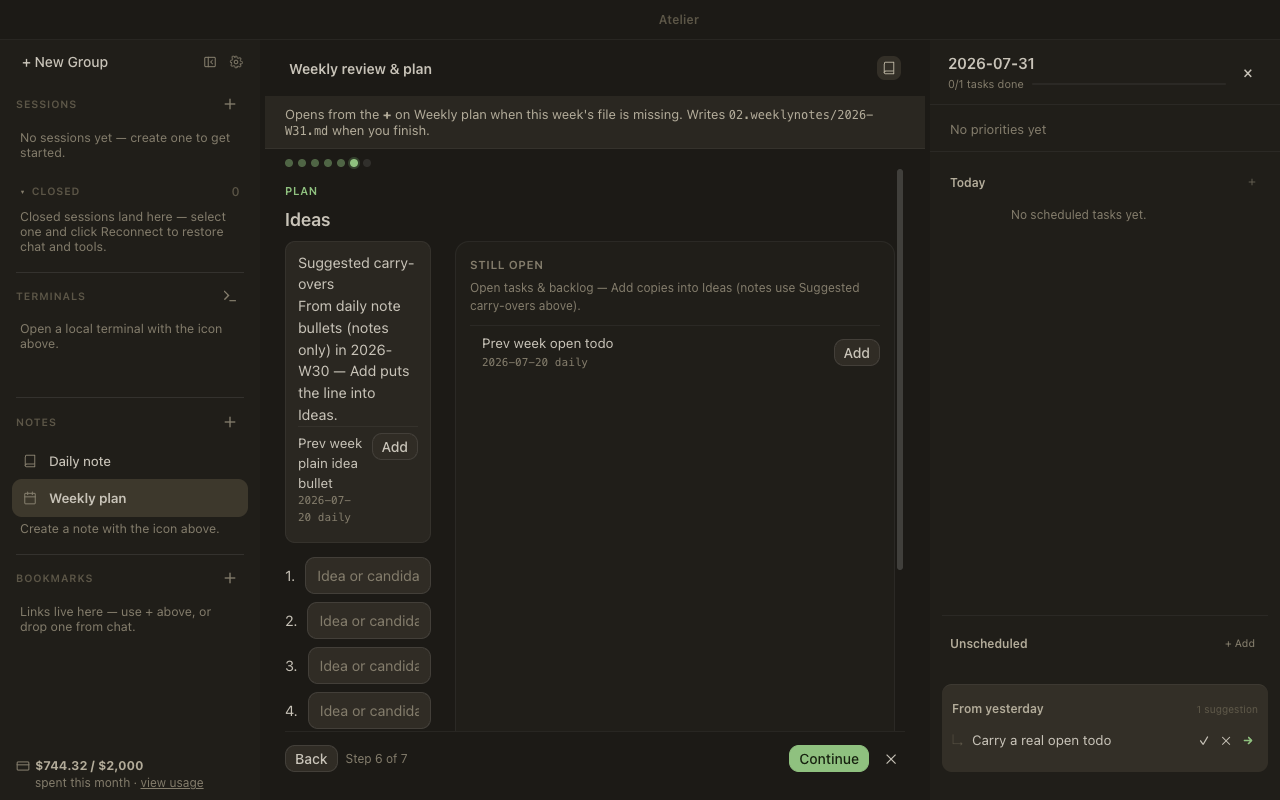 Atelier
+ New Group
SESSIONS
No sessions yet — create one to get
started.
CLOSED 0
Closed sessions land here — select
one and click Reconnect to restore
chat and tools.
TERMINALS
Open a local terminal with the icon
above.
NOTES
Daily note
Weekly plan
Create a note with the icon above.
BOOKMARKS
Links live here — use + above, or
drop one from chat.
$744.32 / $2,000
spent this month · view usage
Weekly review & plan
Opens from the + on Weekly plan when this week's file is missing. Writes 02.weeklynotes/2026-
W31.md when you finish.
PLAN
Ideas
Suggested carry-
overs
From daily note
bullets (notes
only) in 2026-
W30 — Add puts
the line into
Ideas.
Prev week
plain idea
bullet
2026-07-
20 daily
Add
1. Idea or candida
2. Idea or candida
3. Idea or candida
4. Idea or candida
STILL OPEN
Open tasks & backlog — Add copies into Ideas (notes use Suggested
carry-overs above).
Prev week open todo
2026-07-20 daily
Add
Back
Step 6 of 7
Continue
2026-07-31
0/1 tasks done
No priorities yet
Today
No scheduled tasks yet.
Unscheduled
+ Add
From yesterday
1 suggestion
Carry a real open todo